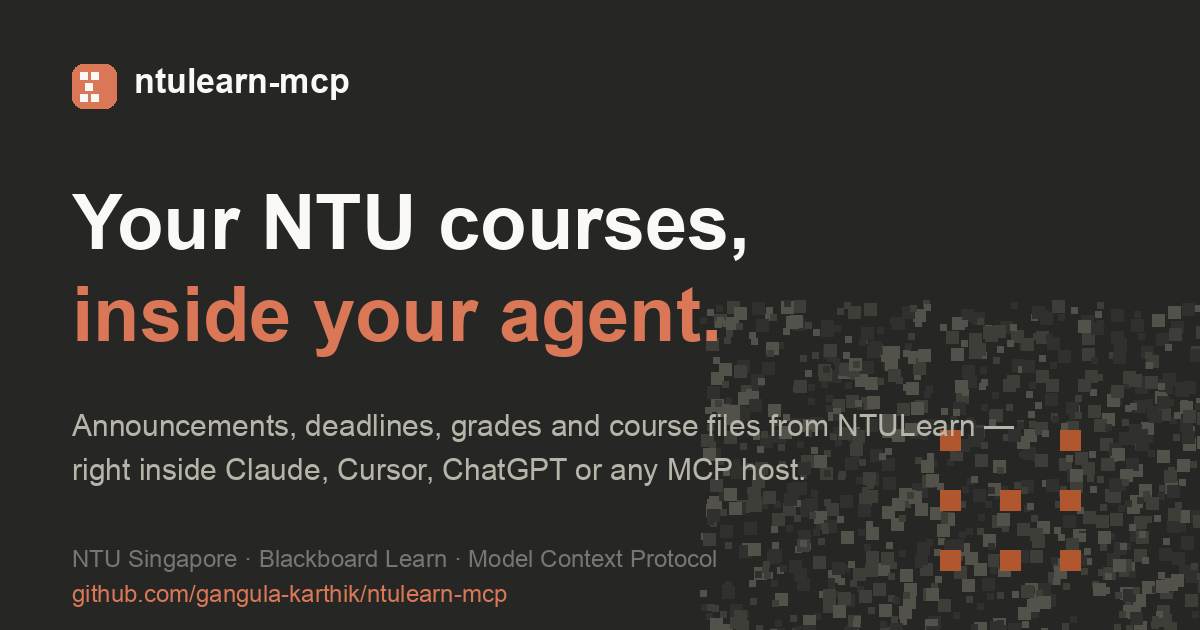 ntulearn-mcp
Your NTU courses,
inside your agent.
Announcements, deadlines, grades and course files from NTULearn —
right inside Claude, Cursor, ChatGPT or any MCP host.
NTU Singapore · Blackboard Learn · Model Context Protocol
github.com/gangula-karthik/ntulearn-mcp